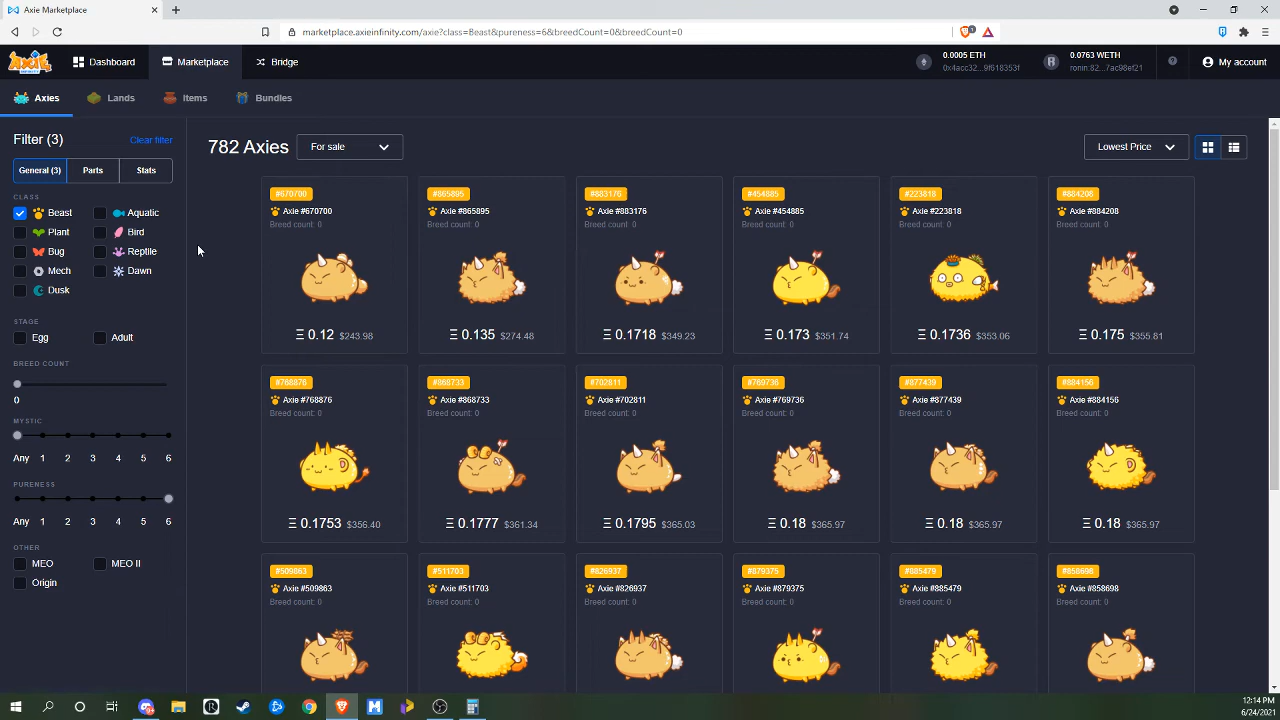 Axie Marketplace
marketplace.axieinfinity.com/axie?class=Beast&pureness=6&breedCount=0&breedCount=0
AXIE
INFINITY
Dashboard
Marketplace
Bridge
0.0005 ETH
0x4acc32...9f618353f
0.0763 WETH
ronin:82...7ac98ef21
My account
Axies
Lands
Items
Bundles
Filter (3)
Clear filter
General (3)
Parts
Stats
CLASS
Beast
Aquatic
Plant
Bird
Bug
Reptile
Mech
Dawn
Dusk
STAGE
Egg
Adult
BREED COUNT
0
MYSTIC
Any 1 2 3 4 5 6
PURENESS
Any 1 2 3 4 5 6
OTHER
MEO
MEO II
Origin
782 Axies
For sale
Lowest Price
#670700
Axie #670700
Breed count: 0
Ξ 0.12 $243.98
#865895
Axie #865895
Breed count: 0
Ξ 0.135 $274.48
#883176
Axie #883176
Breed count: 0
Ξ 0.1718 $349.23
#454885
Axie #454885
Breed count: 0
Ξ 0.173 $351.74
#223818
Axie #223818
Breed count: 0
Ξ 0.1736 $353.06
#884208
Axie #884208
Breed count: 0
Ξ 0.175 $355.81
#768876
Axie #768876
Breed count: 0
Ξ 0.1753 $356.40
#868733
Axie #868733
Breed count: 0
Ξ 0.1777 $361.34
#702811
Axie #702811
Breed count: 0
Ξ 0.1795 $365.03
#769736
Axie #769736
Breed count: 0
Ξ 0.18 $365.97
#877439
Axie #877439
Breed count: 0
Ξ 0.18 $365.97
#884156
Axie #884156
Breed count: 0
Ξ 0.18 $365.97
#509863
Axie #509863
Breed count: 0
#511703
Axie #511703
Breed count: 0
#826937
Axie #826937
Breed count: 0
#879375
Axie #879375
Breed count: 0
#885479
Axie #885479
Breed count: 0
#858698
Axie #858698
Breed count: 0
12:14 PM
6/24/2021